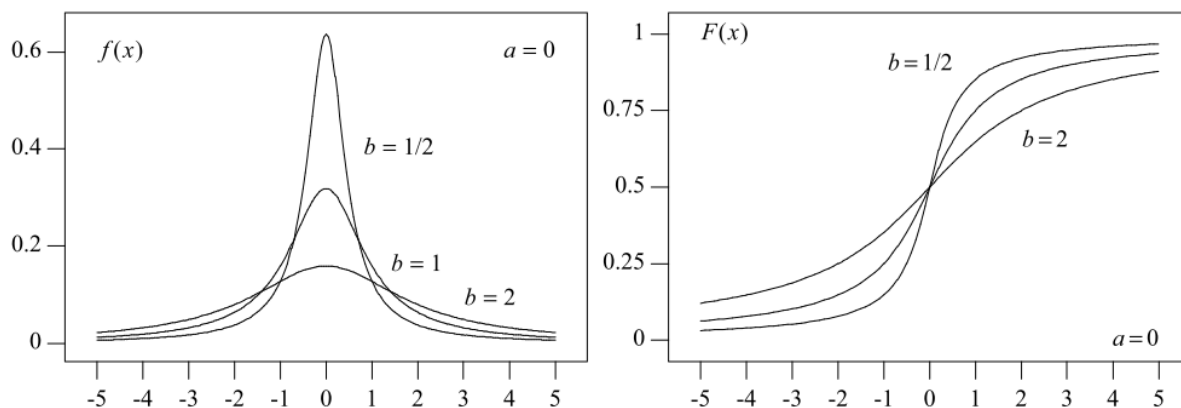 f(x)
a = 0
0.6
0.4
0.2
0
b = 1/2
b = 1
b = 2
-5 -4 -3 -2 -1 0 1 2 3 4 5
F(x)
1
0.75
0.5
0.25
0
b = 1/2
b = 2
a = 0
-5 -4 -3 -2 -1 0 1 2 3 4 5